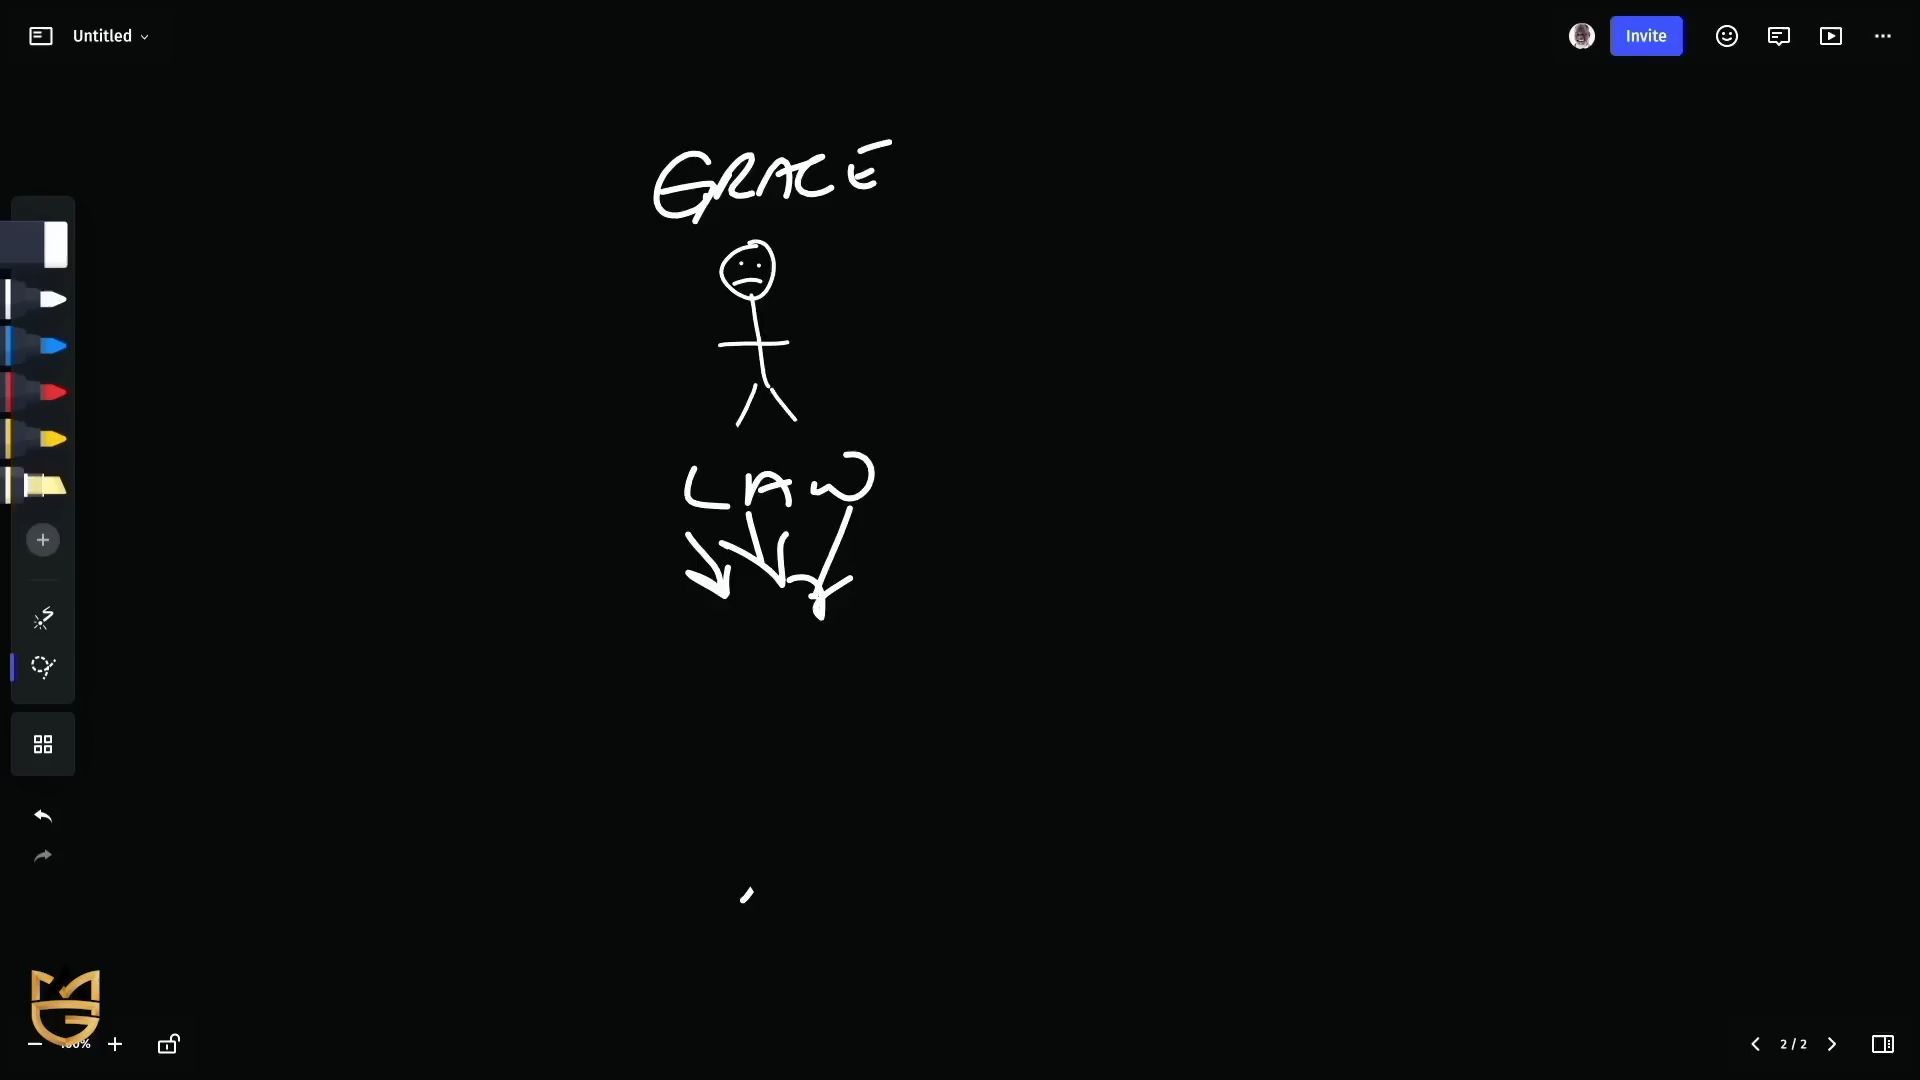 Untitled
Invite
GRACE
LAW
2 / 2